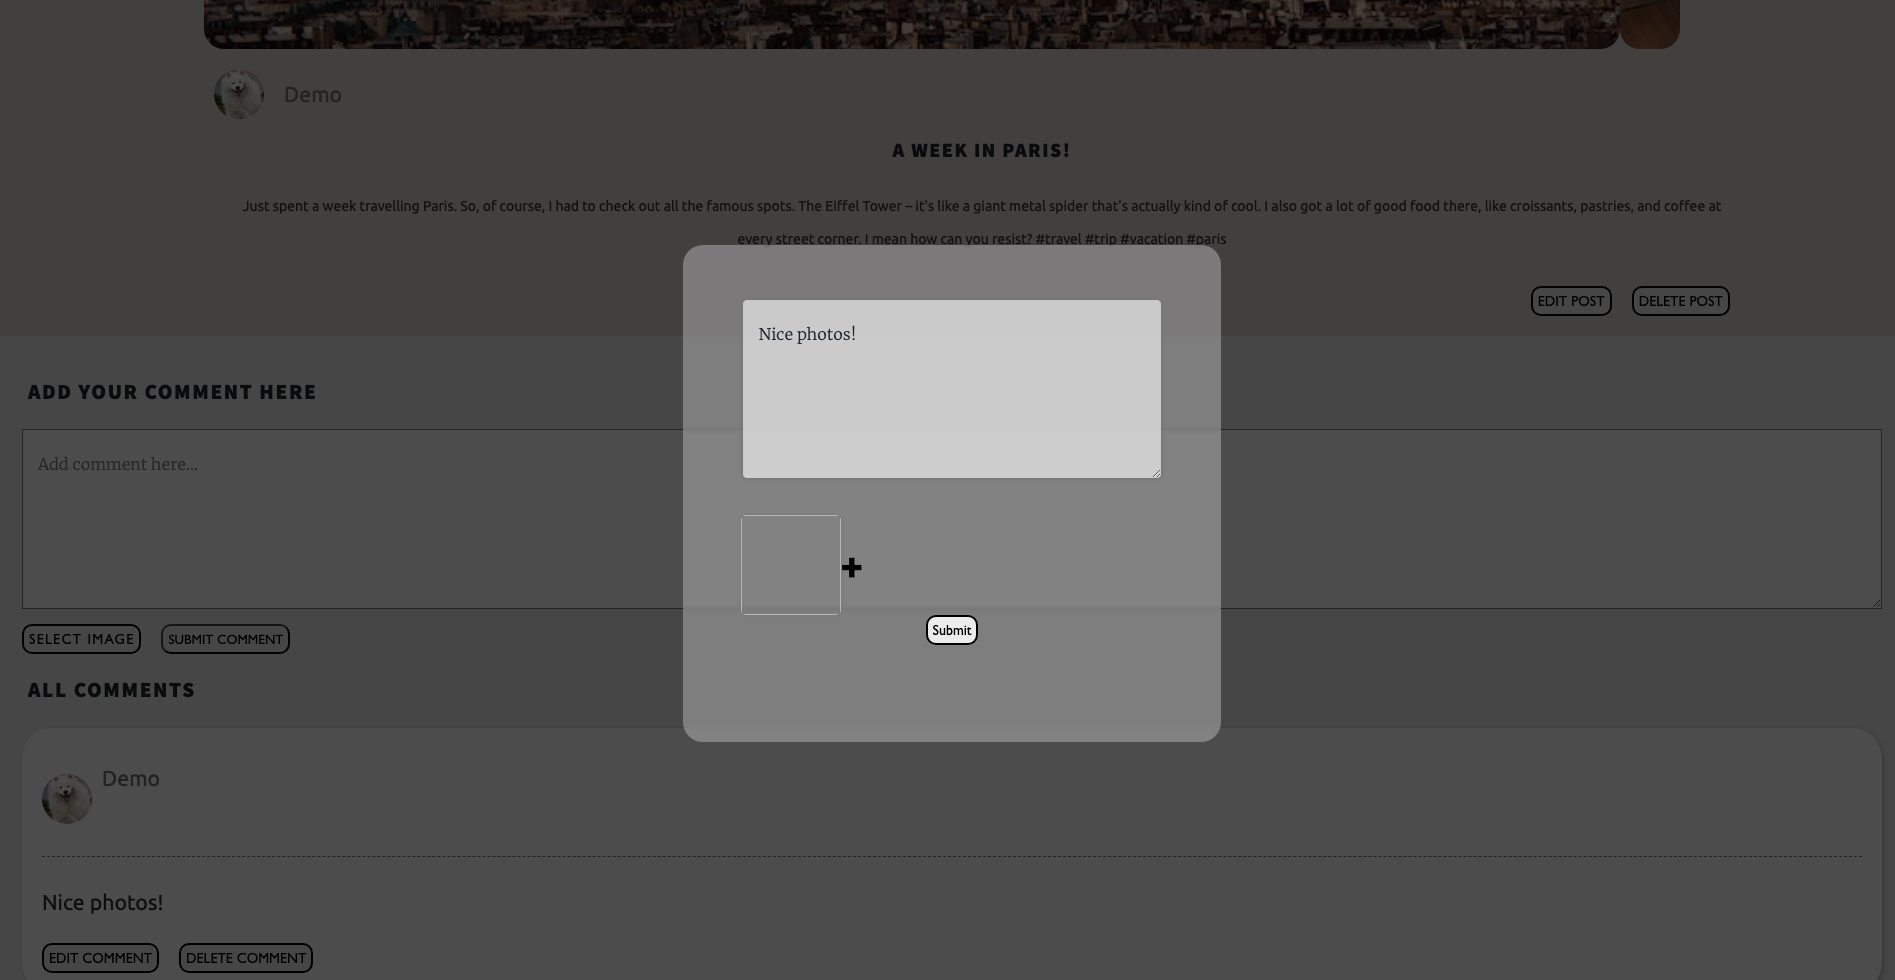 Demo
A WEEK IN PARIS!
Just spent a week travelling Paris. So, of course, I had to check out all the famous spots. The Eiffel Tower – it's like a giant metal spider that's actually kind of cool. I also got a lot of good food there, like croissants, pastries, and coffee at
every street corner. I mean how can you resist? #travel #trip #vacation #paris
EDIT POST DELETE POST
Nice photos!
Submit
ADD YOUR COMMENT HERE
Add comment here...
SELECT IMAGE SUBMIT COMMENT
ALL COMMENTS
Demo
Nice photos!
EDIT COMMENT DELETE COMMENT